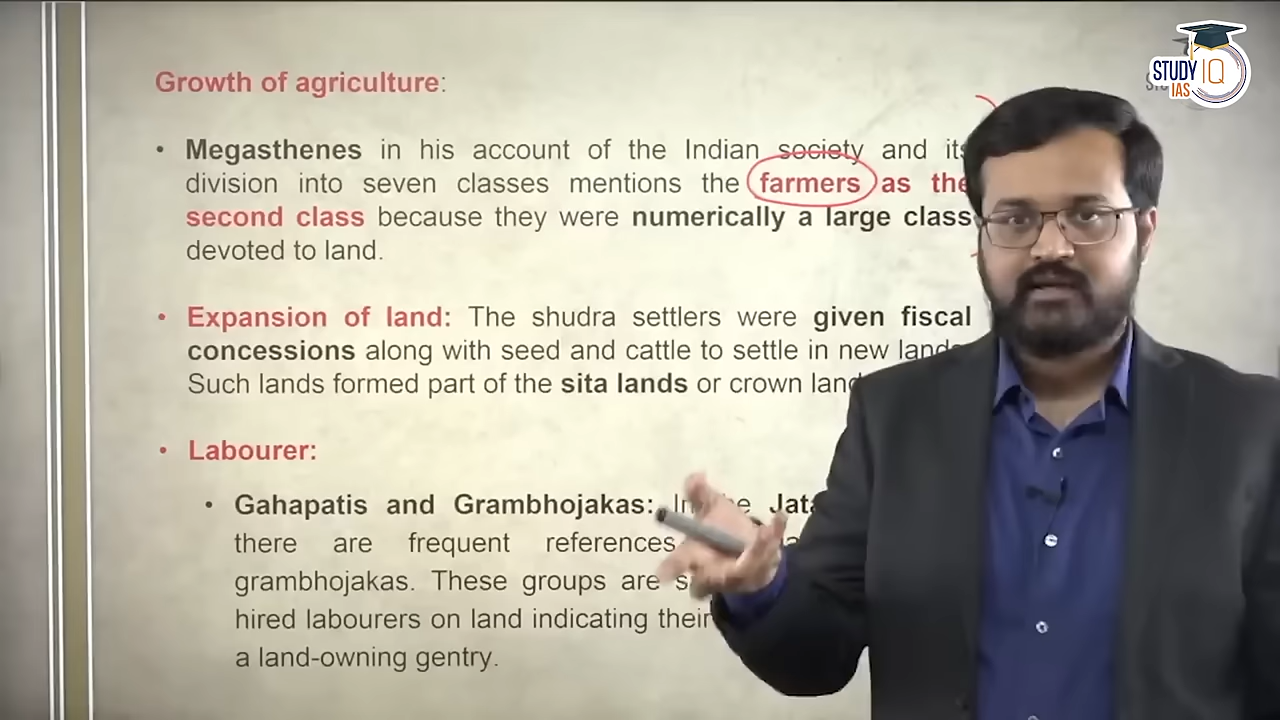 STUDY IQ
IAS
Growth of agriculture:
• Megasthenes in his account of the Indian society and its
division into seven classes mentions the farmers as the
second class because they were numerically a large class
devoted to land.
• Expansion of land: The shudra settlers were given fiscal
concessions along with seed and cattle to settle in new lands
Such lands formed part of the sita lands or crown land
• Labourer:
• Gahapatis and Grambhojakas: In the
there are frequent references
grambhojakas. These groups are
hired labourers on land indicating their
a land-owning gentry.